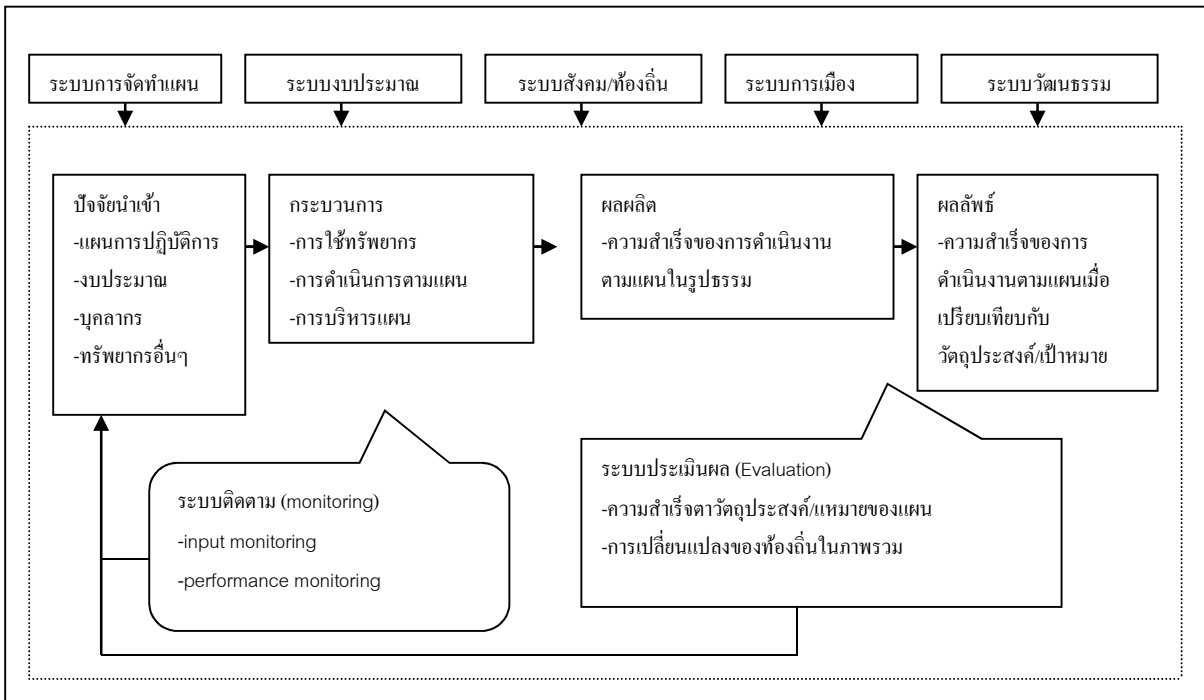 ระบบการจัดทำแผน
ระบบงบประมาณ
ระบบสังคม/ท้องถิ่น
ระบบการเมือง
ระบบวัฒนธรรม
ปัจจัยนำเข้า
-แผนการปฏิบัติการ
-งบประมาณ
-บุคลากร
-ทรัพยากรอื่นๆ
กระบวนการ
-การใช้ทรัพยากร
-การดำเนินการตามแผน
-การบริหารแผน
ผลผลิต
-ความสำเร็จของการดำเนินงาน
ตามแผนในรูปธรรม
ผลลัพธ์
-ความสำเร็จของการ
ดำเนินงานตามแผนเมื่อ
เปรียบเทียบกับ
วัตถุประสงค์/เป้าหมาย
ระบบติดตาม (monitoring)
-input monitoring
-performance monitoring
ระบบประเมินผล (Evaluation)
-ความสำเร็จตาวัตถุประสงค์/แหมายของแผน
-การเปลี่ยนแปลงของท้องถิ่นในภาพรวม